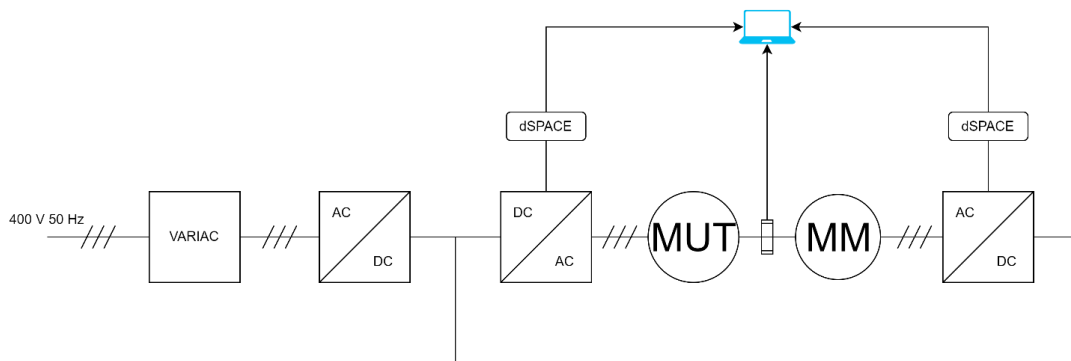 dSPACE
dSPACE
400 V 50 Hz
VARIAC
AC
DC
DC
AC
MUT
MM
AC
DC